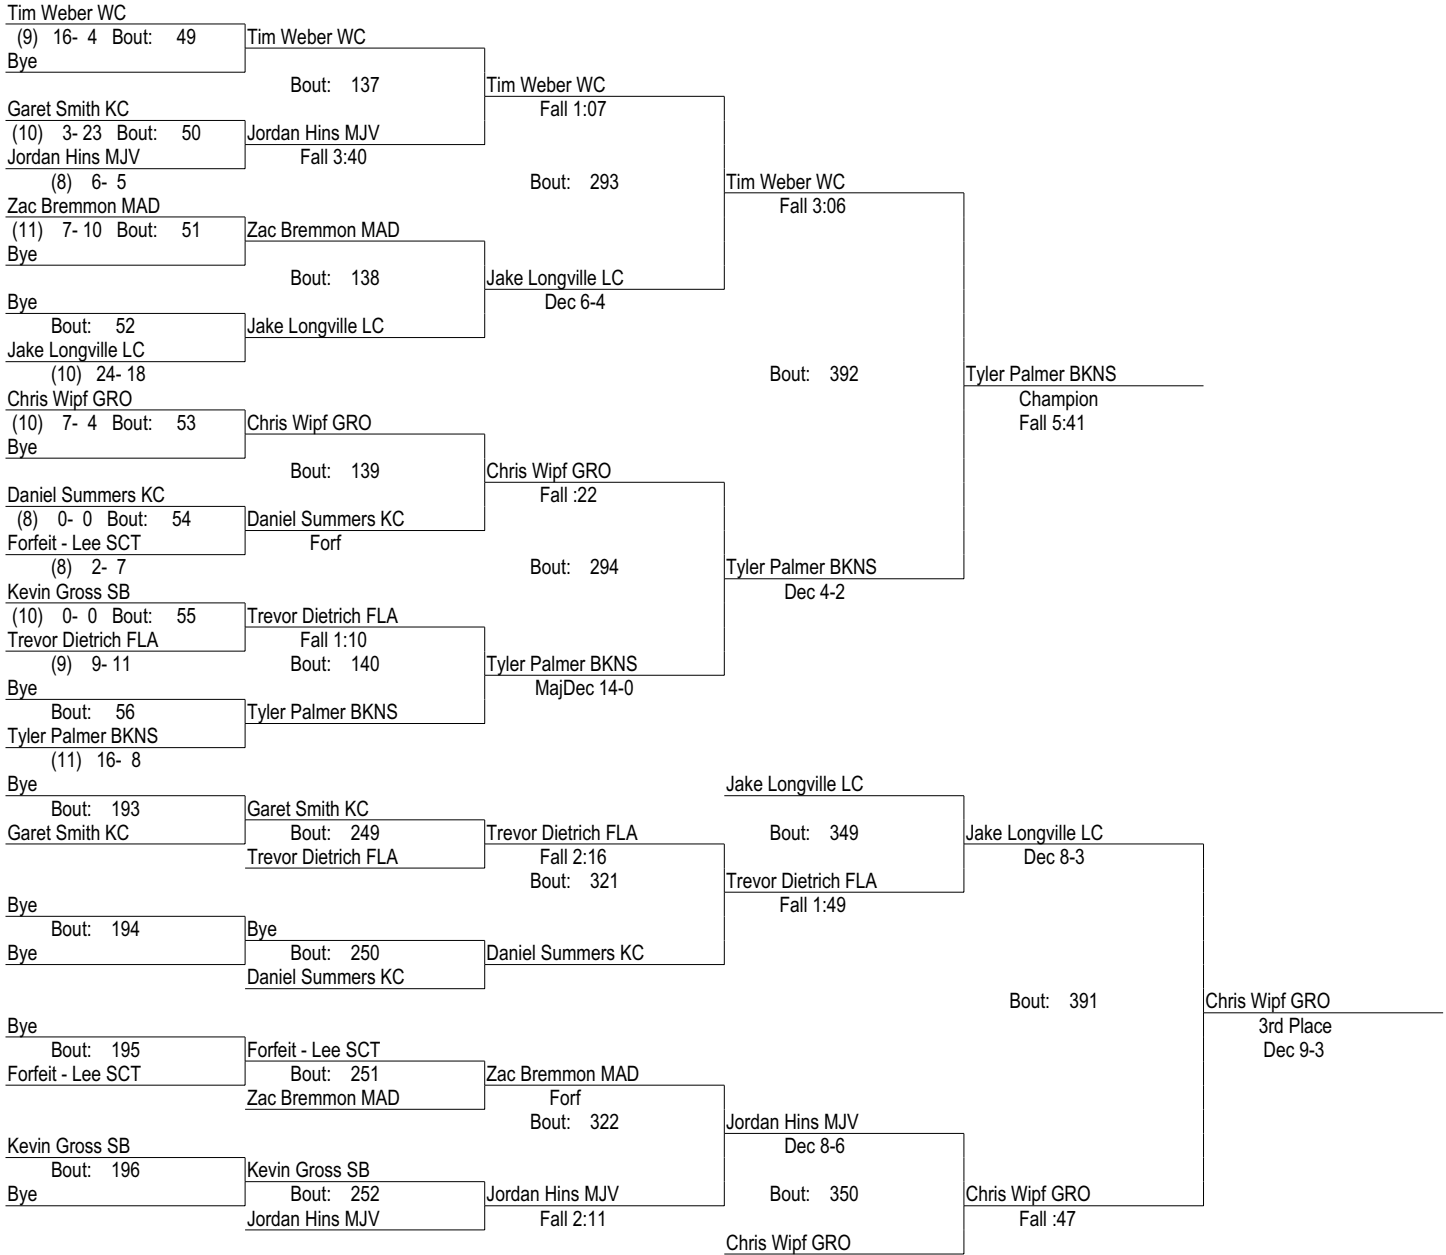 Tim Weber WC
(9) 16- 4 Bout: 49 Tim Weber WC
Bye
Bout: 137 Tim Weber WC
Garet Smith KC Fall 1:07
(10) 3- 23 Bout: 50 Jordan Hins MJV
Jordan Hins MJV Fall 3:40
(8) 6- 5 Bout: 293 Tim Weber WC
Zac Bremmon MAD Fall 3:06
(11) 7- 10 Bout: 51 Zac Bremmon MAD
Bye
Bout: 138 Jake Longville LC
Bye Dec 6-4
Bout: 52 Jake Longville LC
Jake Longville LC
(10) 24- 18 Bout: 392 Tyler Palmer BKNS
Chris Wipf GRO Champion
(10) 7- 4 Bout: 53 Chris Wipf GRO Fall 5:41
Bye
Bout: 139 Chris Wipf GRO
Daniel Summers KC Fall :22
(8) 0- 0 Bout: 54 Daniel Summers KC
Forfeit - Lee SCT Forf
(8) 2- 7 Bout: 294 Tyler Palmer BKNS
Kevin Gross SB Dec 4-2
(10) 0- 0 Bout: 55 Trevor Dietrich FLA
Trevor Dietrich FLA Fall 1:10
(9) 9- 11 Bout: 140 Tyler Palmer BKNS
Bye MajDec 14-0
Bout: 56 Tyler Palmer BKNS
Tyler Palmer BKNS
(11) 16- 8
Bye Jake Longville LC
Bout: 193 Garet Smith KC
Garet Smith KC Bout: 249 Trevor Dietrich FLA Bout: 349 Jake Longville LC
Trevor Dietrich FLA Fall 2:16 Dec 8-3
Bout: 321 Trevor Dietrich FLA
Bye Fall 1:49
Bout: 194 Bye
Bye Bout: 250 Daniel Summers KC
Daniel Summers KC
Bout: 391 Chris Wipf GRO
Bye 3rd Place
Bout: 195 Forfeit - Lee SCT Dec 9-3
Forfeit - Lee SCT Bout: 251 Zac Bremmon MAD
Zac Bremmon MAD Forf
Bout: 322 Jordan Hins MJV
Kevin Gross SB Dec 8-6
Bout: 196 Kevin Gross SB
Bye Bout: 252 Jordan Hins MJV Bout: 350 Chris Wipf GRO
Jordan Hins MJV Fall 2:11 Fall :47
Chris Wipf GRO